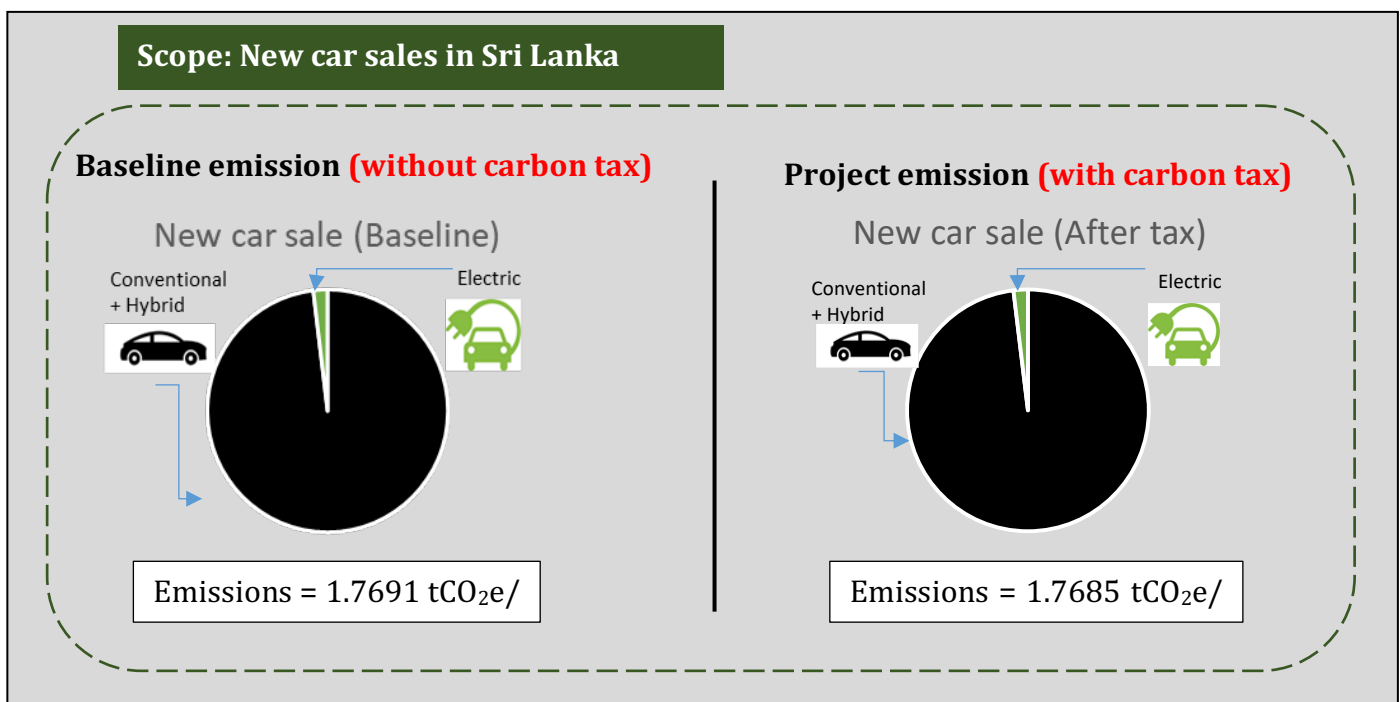 Scope: New car sales in Sri Lanka
Baseline emission (without carbon tax)
New car sale (Baseline)
Conventional
+ Hybrid
Electric
Emissions = 1.7691 tCO₂e/
Project emission (with carbon tax)
New car sale (After tax)
Conventional
+ Hybrid
Electric
Emissions = 1.7685 tCO₂e/